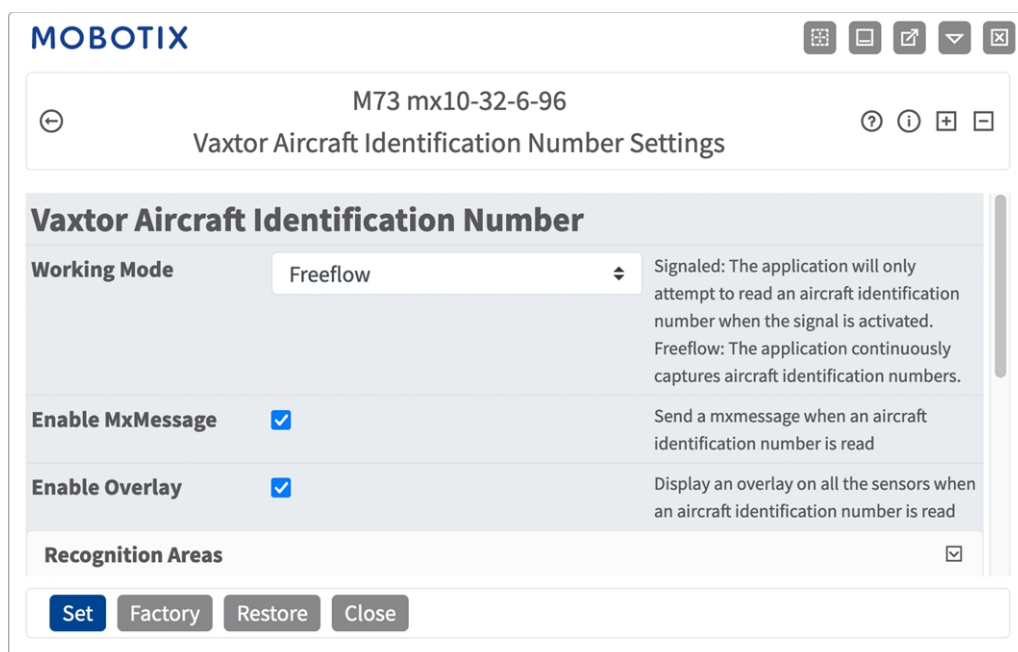 MOBOTIX
M73 mx10-32-6-96
Vaxtor Aircraft Identification Number Settings
Vaxtor Aircraft Identification Number
Working Mode
Freeflow
Signaled: The application will only
attempt to read an aircraft identification
number when the signal is activated.
Freeflow: The application continuously
captures aircraft identification numbers.
Enable MxMessage
Send a mxmessage when an aircraft
identification number is read
Enable Overlay
Display an overlay on all the sensors when
an aircraft identification number is read
Recognition Areas
Set Factory Restore Close